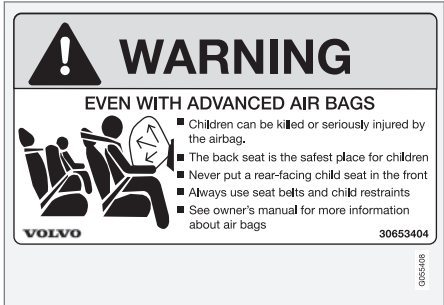 WARNING
EVEN WITH ADVANCED AIR BAGS
■ Children can be killed or seriously injured by
the airbag.
■ The back seat is the safest place for children
■ Never put a rear-facing child seat in the front
■ Always use seat belts and child restraints
■ See owner's manual for more information
about air bags
VOLVO
30653404
G055408